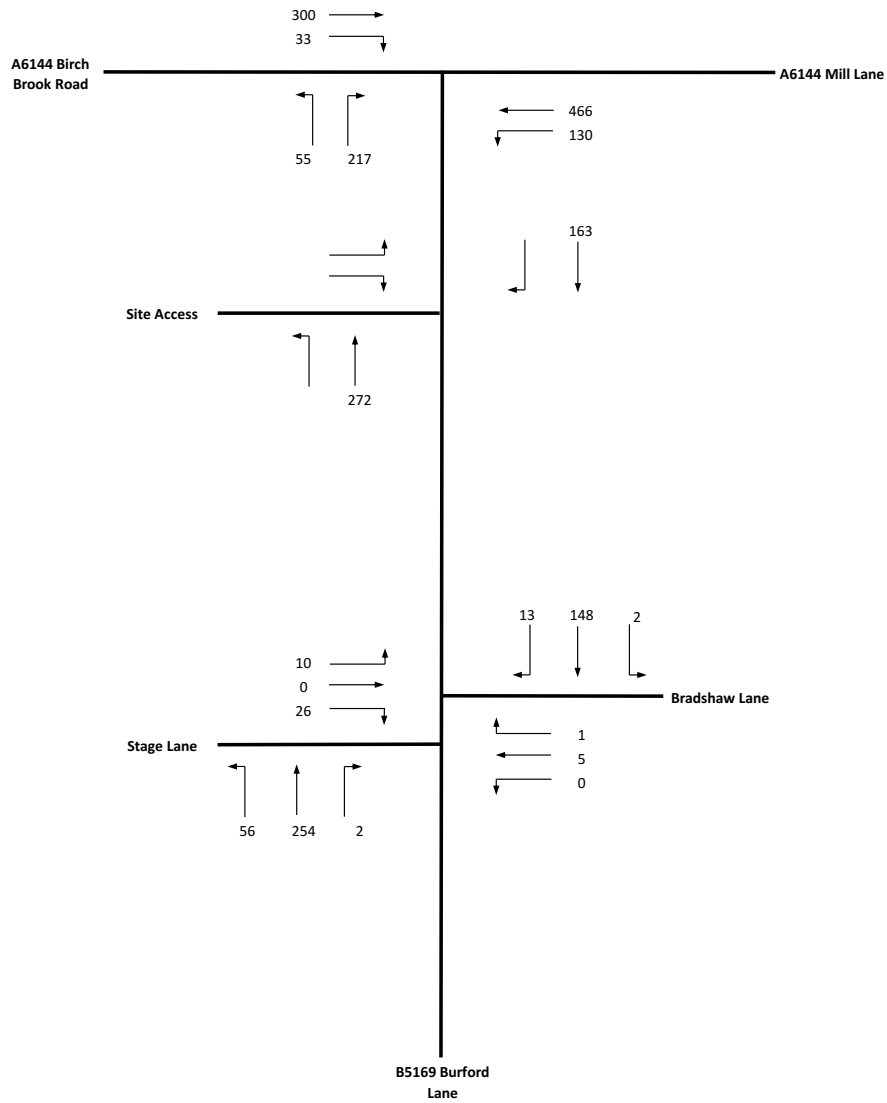 300
33
A6144 Birch
Brook Road
A6144 Mill Lane
466
130
55 217
163
Site Access
272
13 148 2
10
0
26
Bradshaw Lane
Stage Lane
1
5
0
56 254 2
B5169 Burford
Lane